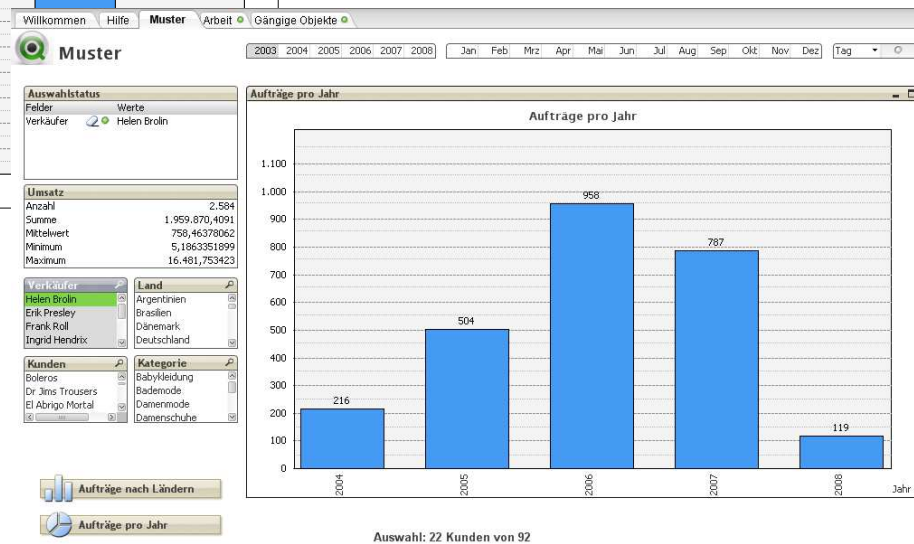 Willkommen Hilfe Muster Arbeit Gängige Objekte
Muster
2003 2004 2005 2006 2007 2008 Jan Feb Mrz Apr Mai Jun Jul Aug Sep Okt Nov Dez Tag
Auswahlstatus
Felder Werte
Verkäufer Helen Brolin
Umsatz
Anzahl 2.584
Summe 1.959.870,4091
Mittelwert 758,46378062
Minimum 5,1863351899
Maximum 16.481,753423
Verkäufer Land
Helen Brolin Argentinien
Erik Presley Brasilien
Frank Roll Dänemark
Ingrid Hendrix Deutschland
Kunden Kategorie
Boleros Babykleidung
Dr Jims Trousers Bademode
El Abrigo Mortal Damenmode
Damenschuhe
Aufträge nach Ländern
Aufträge pro Jahr
Aufträge pro Jahr
Aufträge pro Jahr
1.100
1.000
900
800
700
600
500
400
300
200
100
0
216
504
958
787
119
2004 2005 2006 2007 2008 Jahr
Auswahl: 22 Kunden von 92